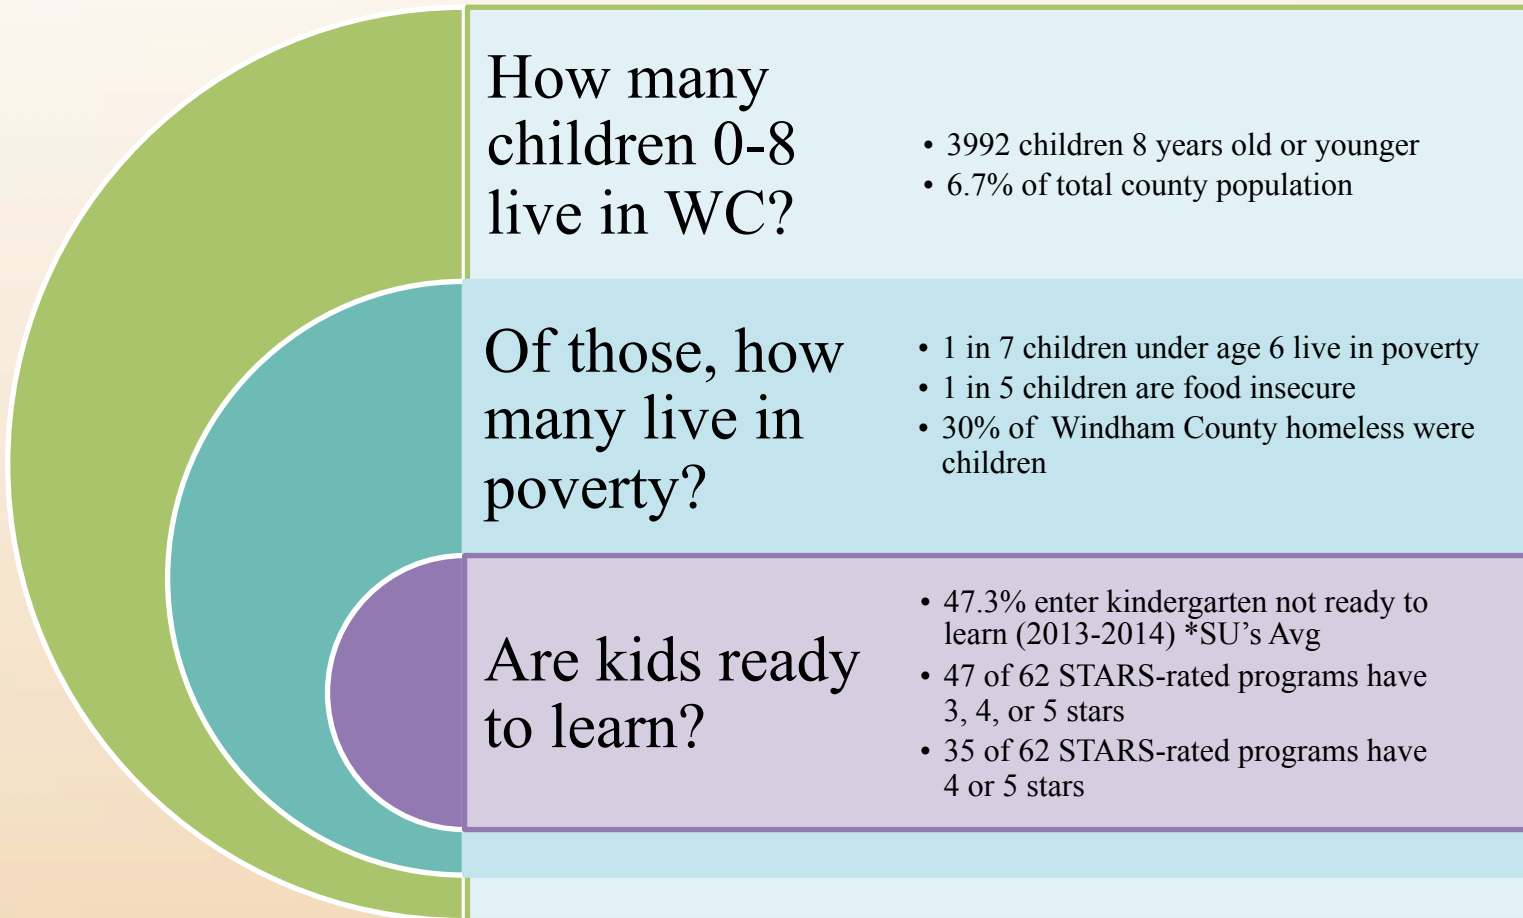 How many
children 0-8
live in WC?
• 3992 children 8 years old or younger
• 6.7% of total county population
Of those, how
many live in
poverty?
• 1 in 7 children under age 6 live in poverty
• 1 in 5 children are food insecure
• 30% of  Windham County homeless were
children
Are kids ready
to learn?
• 47.3% enter kindergarten not ready to
learn (2013-2014) *SU’s Avg
• 47 of 62 STARS-rated programs have
3, 4, or 5 stars
• 35 of 62 STARS-rated programs have
4 or 5 stars